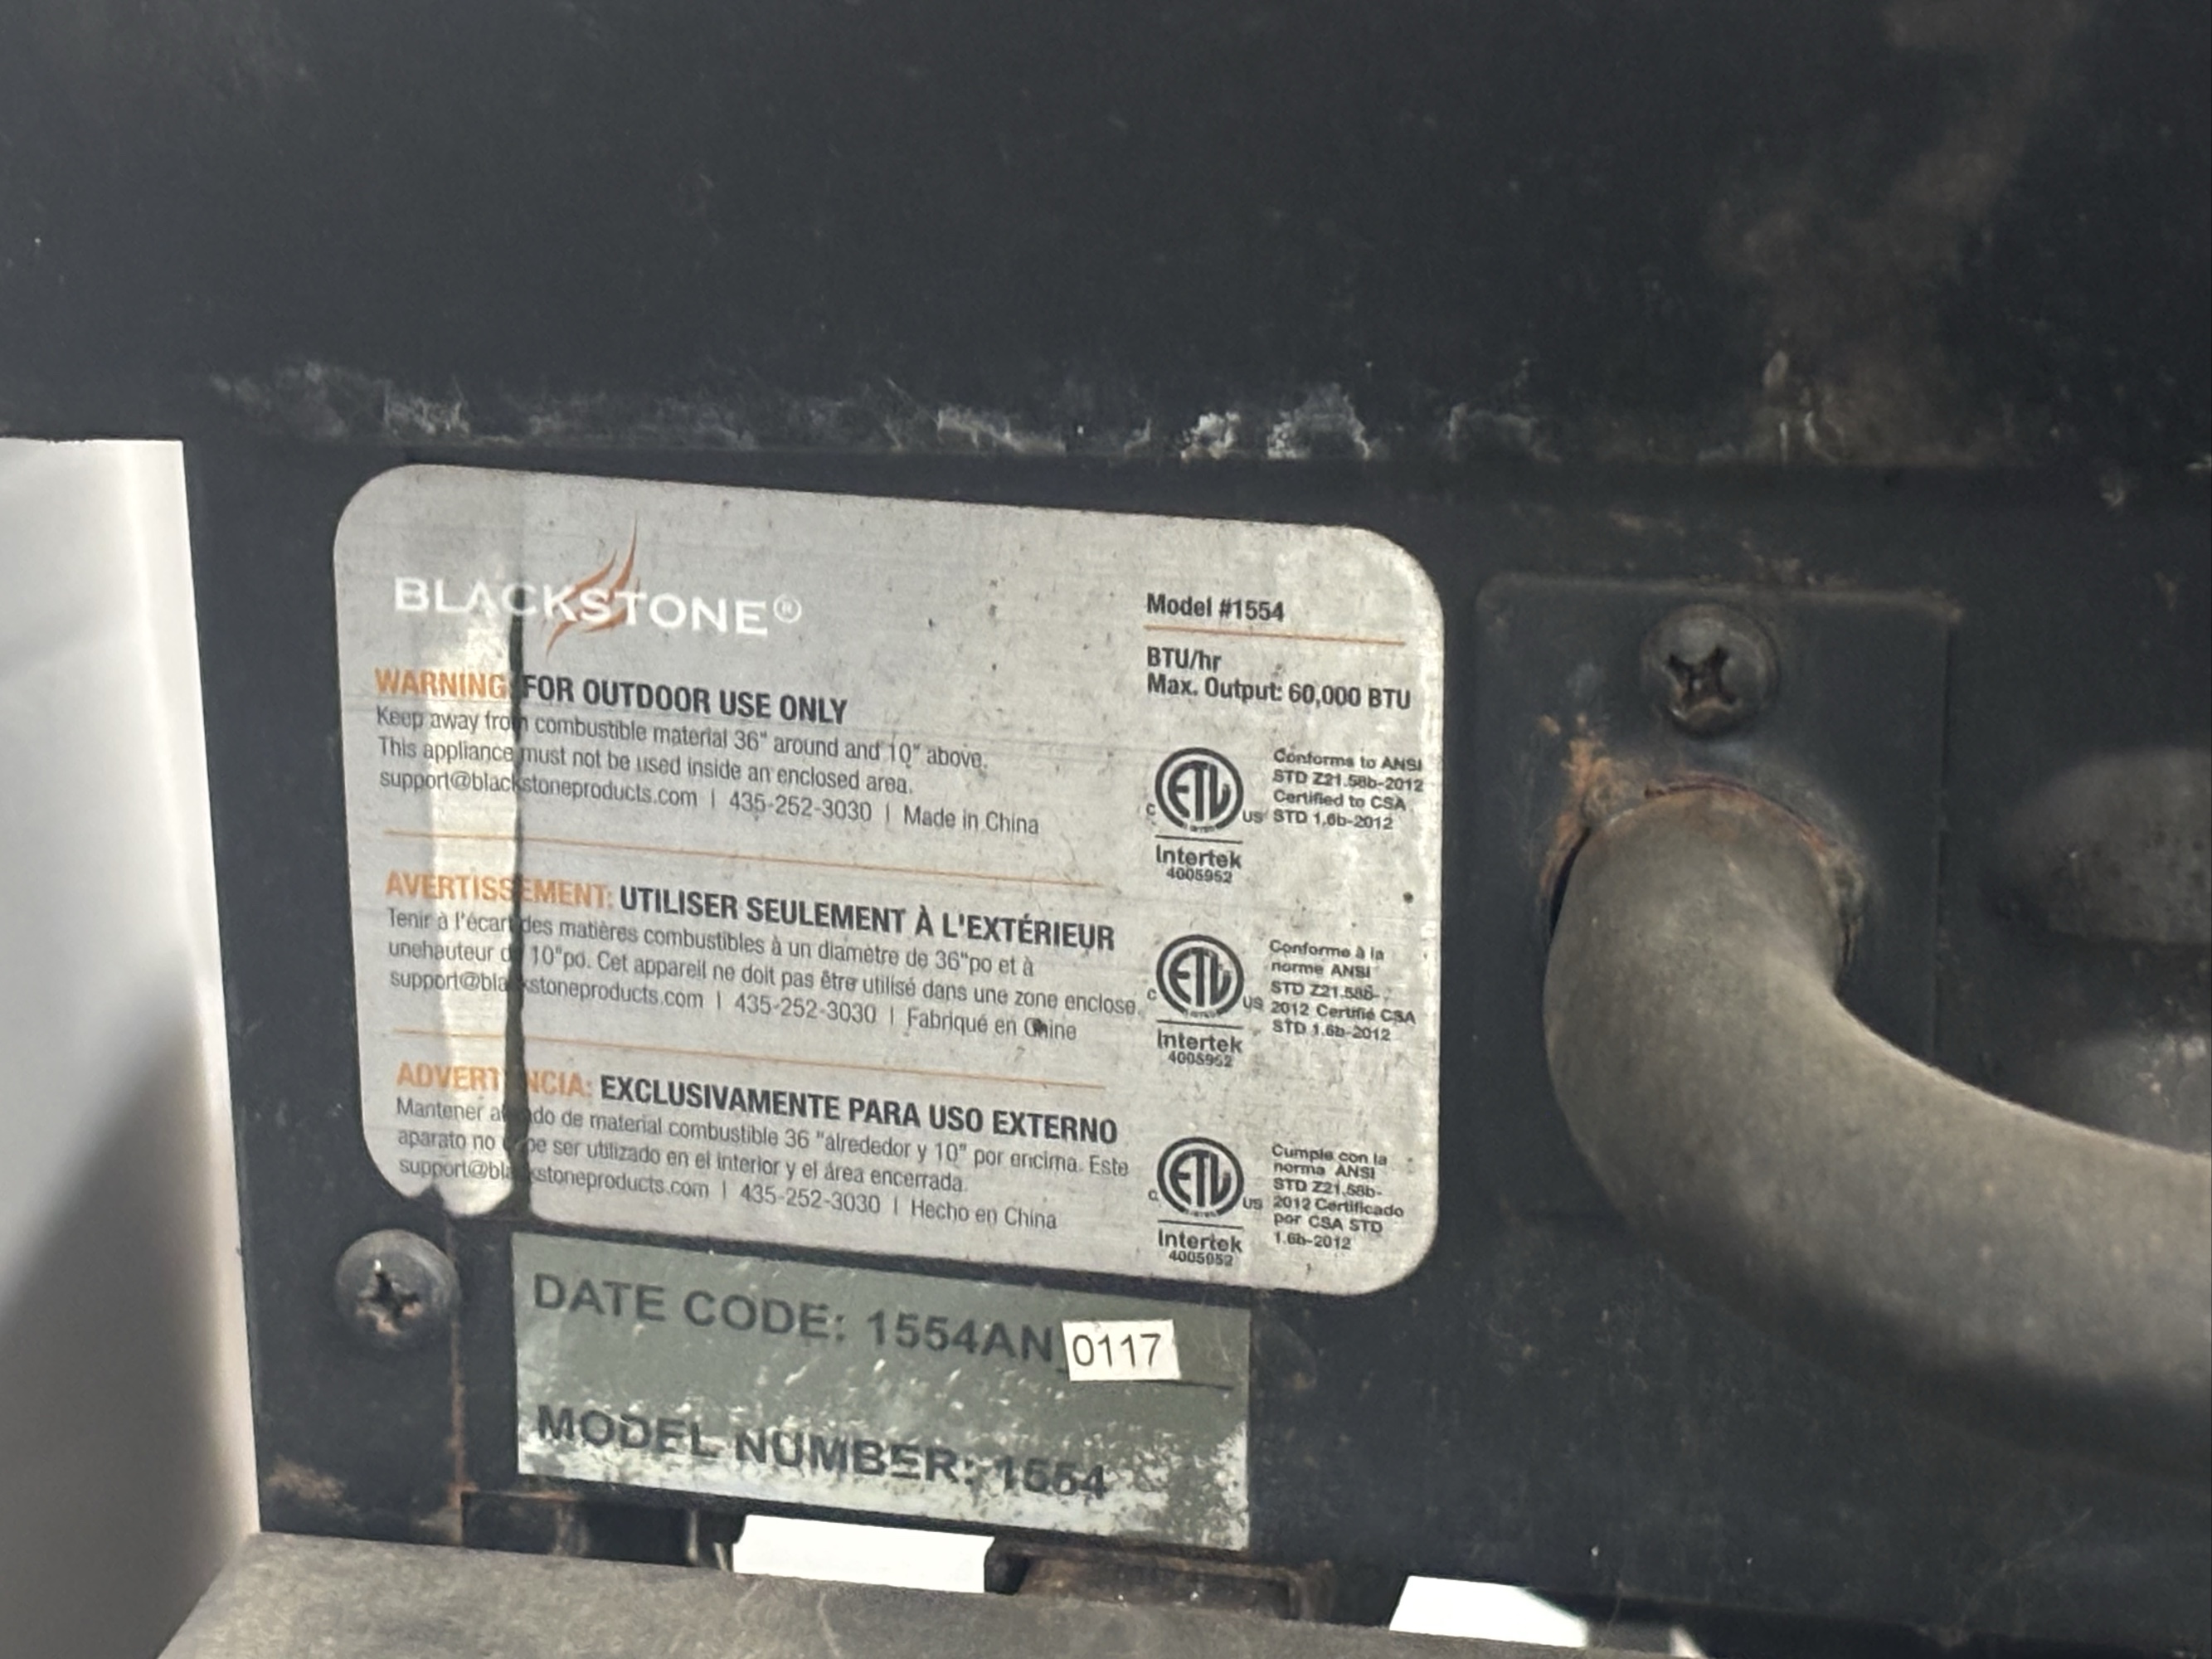 BLACKSTONE®
WARNING: FOR OUTDOOR USE ONLY
Keep away from combustible material 36" around and 10" above.
This appliance must not be used inside an enclosed area.
support@blackstoneproducts.com | 435-252-3030 | Made in China
Model #1554
BTU/hr
Max. Output: 60,000 BTU
ETL
C US
Intertek
4005952
Conforms to ANSI
STD Z21.58b-2012
Certified to CSA
STD 1.6b-2012
AVERTISSEMENT: UTILISER SEULEMENT À L'EXTÉRIEUR
Tenir à l'écart des matières combustibles à un diamètre de 36"po et à
unehauteur de 10"po. Cet appareil ne doit pas être utilisé dans une zone enclose.
support@blackstoneproducts.com | 435-252-3030 | Fabriqué en Chine
ETL
C US
Intertek
4005952
Conforme à la
norme ANSI
STD Z21.58b-
2012 Certifié CSA
STD 1.6b-2012
ADVERTENCIA: EXCLUSIVAMENTE PARA USO EXTERNO
Mantener de material combustible 36 "alrededor y 10" por encima. Este
aparato no debe ser utilizado en el interior y el área encerrada.
support@blackstoneproducts.com | 435-252-3030 | Hecho en China
ETL
C US
Intertek
4005952
Cumple con la
norma ANSI
STD Z21.58b-
2012 Certificado
por CSA STD
1.6b-2012
DATE CODE: 1554AN 0117
MODEL NUMBER: 1554